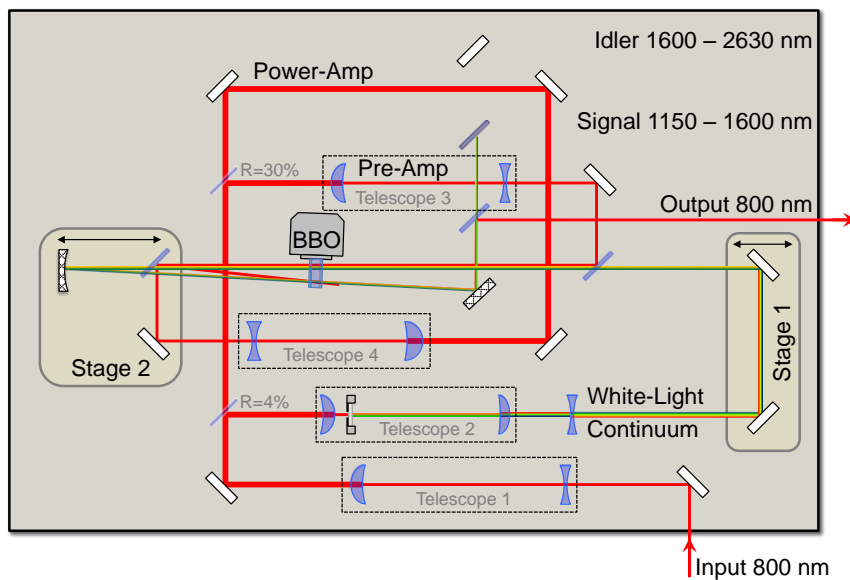 Idler 1600 – 2630 nm
Power-Amp
Signal 1150 – 1600 nm
R=30%
Pre-Amp
Telescope 3
Output 800 nm
BBO
Stage 1
Telescope 4
Stage 2
R=4%
White-Light
Telescope 2
Continuum
Telescope 1
Input 800 nm